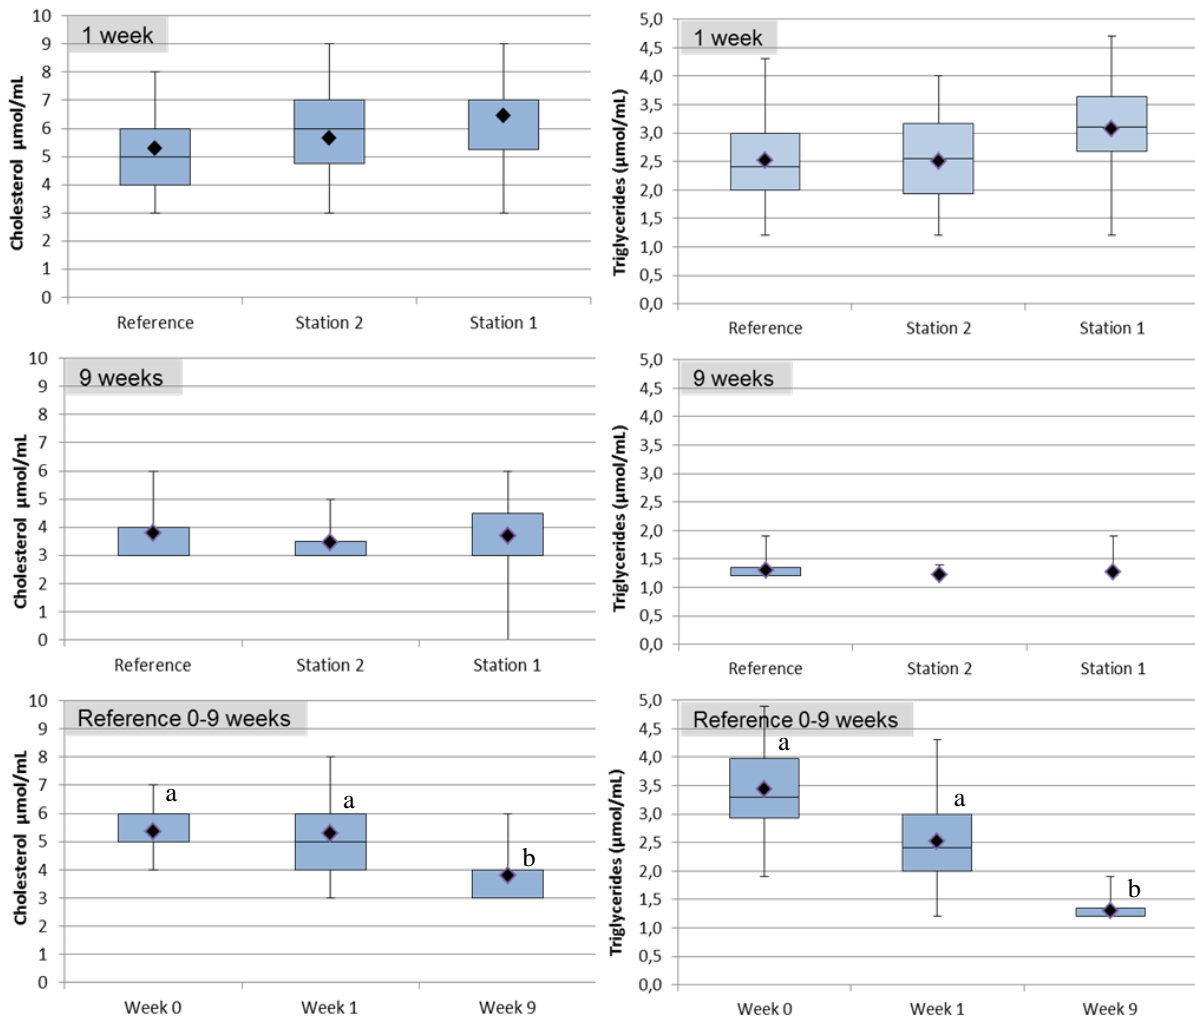 1 week
Cholesterol µmol/mL
10
9
8
7
6
5
4
3
2
1
0
Reference Station 2 Station 1
1 week
Triglycerides (µmol/mL)
5,0
4,5
4,0
3,5
3,0
2,5
2,0
1,5
1,0
0,5
0,0
Reference Station 2 Station 1
9 weeks
Cholesterol µmol/mL
10
9
8
7
6
5
4
3
2
1
0
Reference Station 2 Station 1
9 weeks
Triglycerides (µmol/mL)
5,0
4,5
4,0
3,5
3,0
2,5
2,0
1,5
1,0
0,5
0,0
Reference Station 2 Station 1
Reference 0-9 weeks
Cholesterol µmol/mL
10
9
8
7
6
5
4
3
2
1
0
a
a
b
Week 0 Week 1 Week 9
Reference 0-9 weeks
Triglycerides (µmol/mL)
5,0
4,5
4,0
3,5
3,0
2,5
2,0
1,5
1,0
0,5
0,0
a
a
b
Week 0 Week 1 Week 9